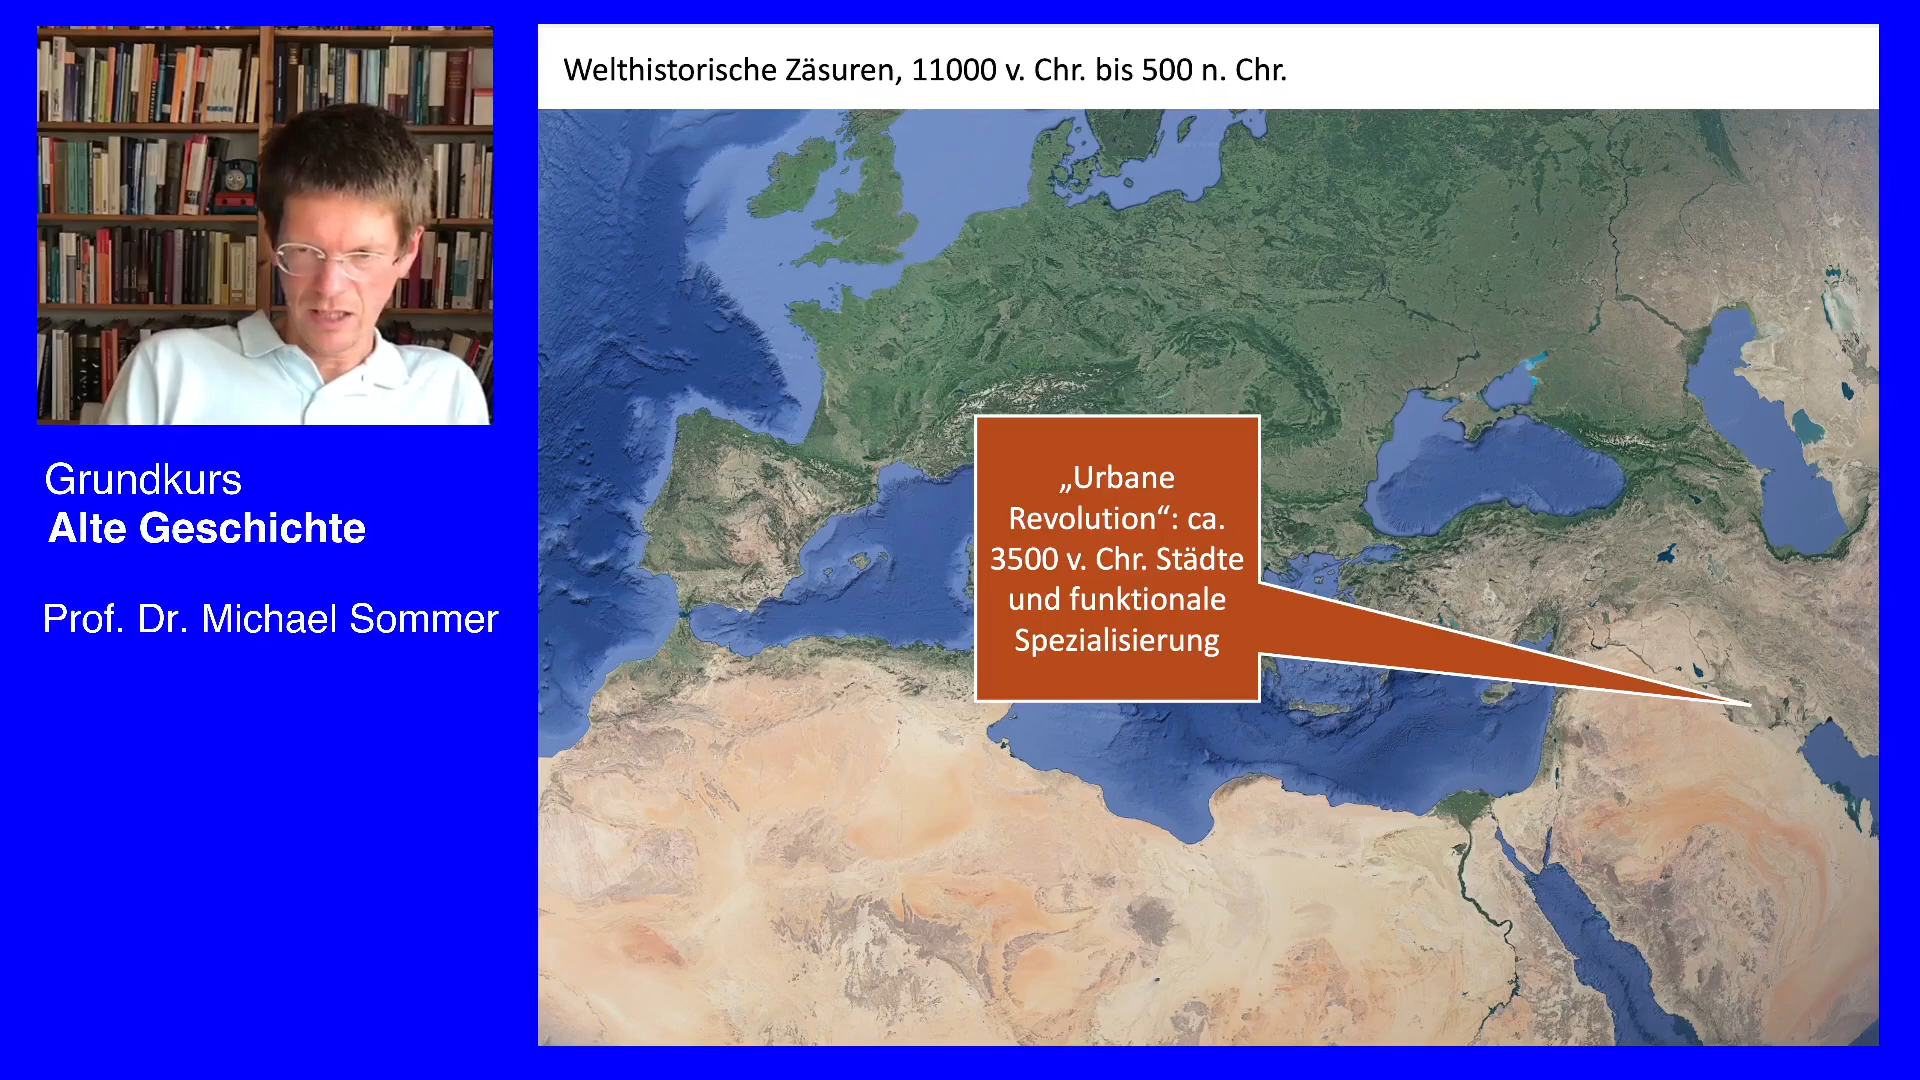 Welthistorische Zäsuren, 11000 v. Chr. bis 500 n. Chr.
„Urbane
Revolution“: ca.
3500 v. Chr. Städte
und funktionale
Spezialisierung
Grundkurs
Alte Geschichte
Prof. Dr. Michael Sommer